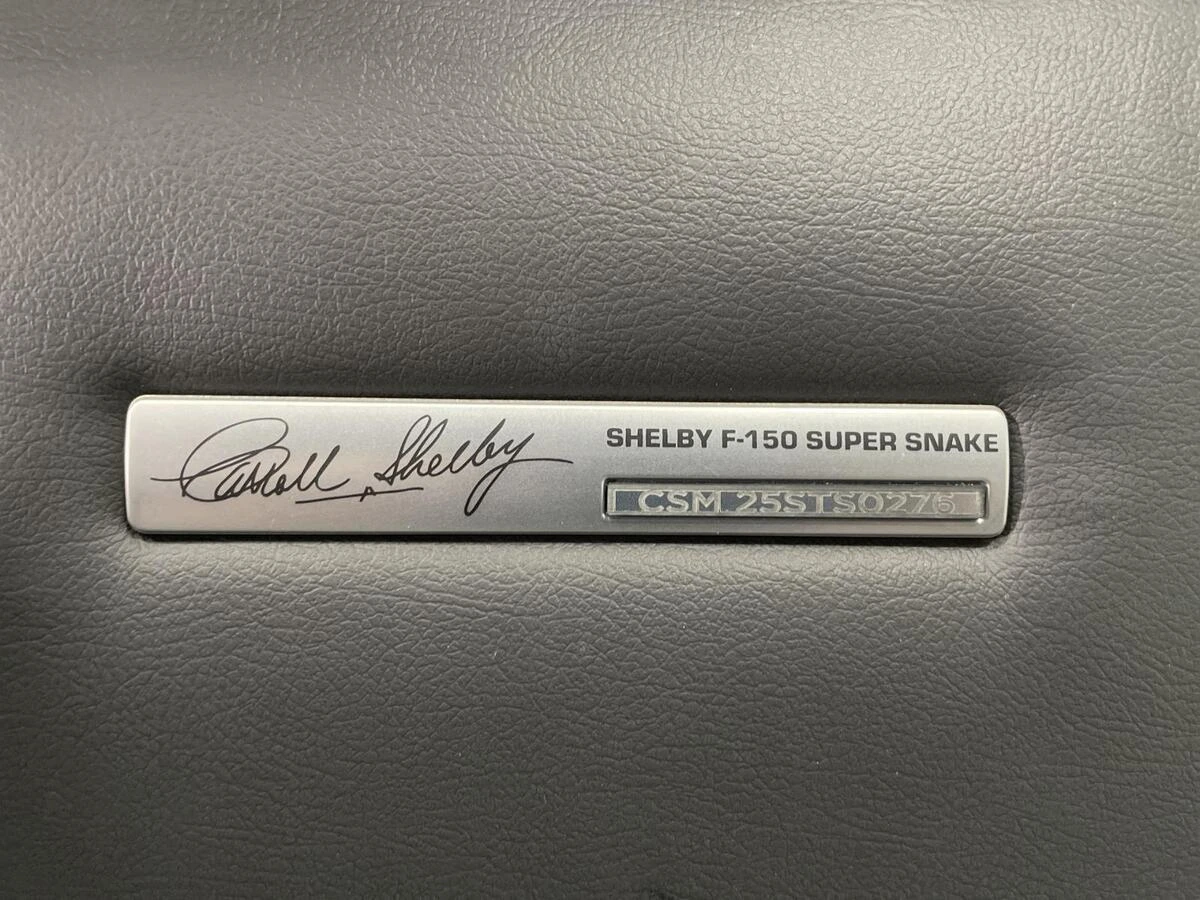 Carroll Shelby
SHELBY F-150 SUPER SNAKE
CSM 25STS0276